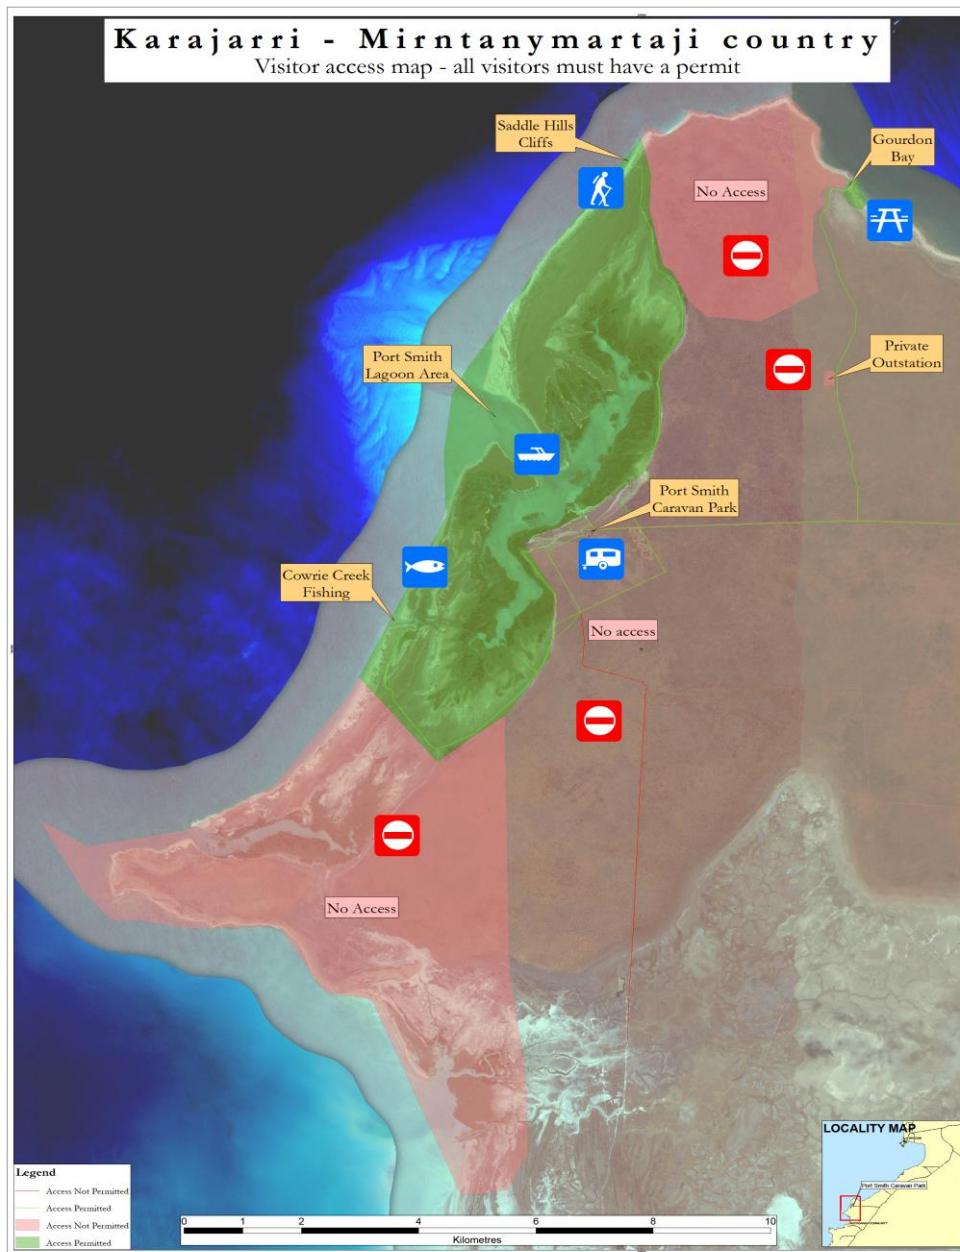 Karajarri - Mirntanymartaji country
Visitor access map - all visitors must have a permit
Saddle Hills
Cliffs
Gourdon
Bay
No Access
Private
Outstation
Port Smith
Lagoon Area
Port Smith
Caravan Park
Cowrie Creek
Fishing
No access
No Access
LOCALITY MAP
Port Smith Caravan Park
Legend
Access Not Permitted
Access Permitted
Access Not Permitted
Access Permitted
0 2 4 6 8 10
Kilometres